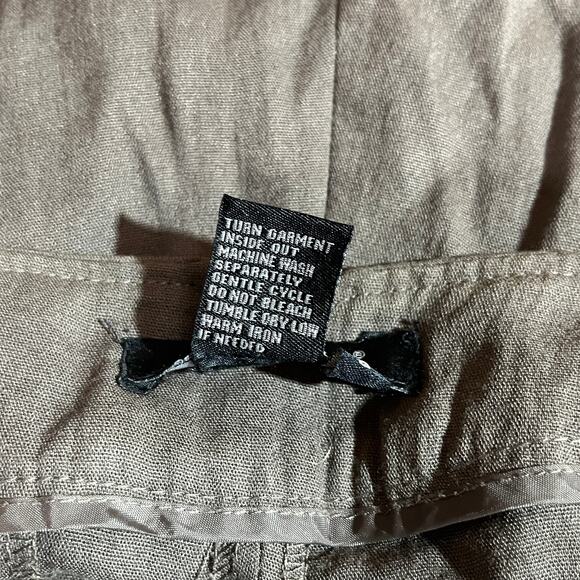 TURN GARMENT
INSIDE OUT
MACHINE WASH
SEPARATELY
GENTLE CYCLE
DO NOT BLEACH
TUMBLE DRY LOW
WARM IRON
IF NEEDED